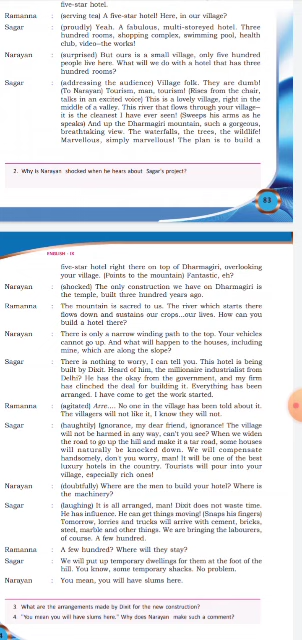 five-star hotel.
Ramanna : (serving tea) A five-star hotel! Here, in our village?
Sagar : (proudly) Yeah. A fabulous, multi-storeyed hotel. Three
hundred rooms, shopping complex, swimming pool, health
club, video-the works!
Narayan : (surprised) But ours is a small village, only five hundred
people live here. What will we do with a hotel that has three
hundred rooms?
Sagar : (addressing the audience) Village folk. They are dumb!
(To Narayan) Tourism, man, tourism! (Rises from the chair,
talks in an excited voice) This is a lovely village, right in the
middle of a valley. This river that flows through your village-
it is the cleanest I have ever seen! (Sweeps his arms as he
speaks) And up the Dharmagiri mountain, such a gorgeous,
breathtaking view. The waterfalls, the trees, the wildlife!
Marvellous, simply marvellous! The plan is to build a
2. Why is Narayan shocked when he hears about Sagar's project?
83
ENGLISH - IX
five-star hotel right there on top of Dharmagiri, overlooking
your village. (Points to the mountain) Fantastic, eh?
Narayan : (shocked) The only construction we have on Dharmagiri is
the temple, built three hundred years ago.
Ramanna : The mountain is sacred to us. The river which starts there
flows down and sustains our crops...our lives. How can you
build a hotel there?
Narayan : There is only a narrow winding path to the top. Your vehicles
cannot go up. And what will happen to the houses, including
mine, which are along the slope?
Sagar : There is nothing to worry, I can tell you. This hotel is being
built by Dixit. Heard of him, the millionaire industrialist from
Delhi? He has the okay from the government, and my firm
has clinched the deal for building it. Everything has been
arranged. I have come to get the work started.
Ramanna : (agitated) Arre.... No one in the village has been told about it.
The villagers will not like it, I know they will not.
Sagar : (haughtily) Ignorance, my dear friend, ignorance! The village
will not be harmed in any way, can't you see? When we widen
the road to go up the hill and make it a tar road, some houses
will naturally be knocked down. We will compensate
handsomely, don't you worry, man! It will be one of the best
luxury hotels in the country. Tourists will pour into your
village, especially rich ones!
Narayan : (doubtfully) Where are the men to build your hotel? Where is
the machinery?
Sagar : (laughing) It is all arranged, man! Dixit does not waste time.
He has influence. He can get things moving! (Snaps his fingers)
Tomorrow, lorries and trucks will arrive with cement, bricks,
steel, marble and other things. We are bringing the labourers,
of course. A few hundred.
Ramanna : A few hundred? Where will they stay?
Sagar : We will put up temporary dwellings for them at the foot of the
hill. You know, some temporary shacks. No problem.
Narayan : You mean, you will have slums here.
3 What are the arrangements made by Dixit for the new construction?
4 "You mean you will have slums here." Why does Narayan make such a comment?